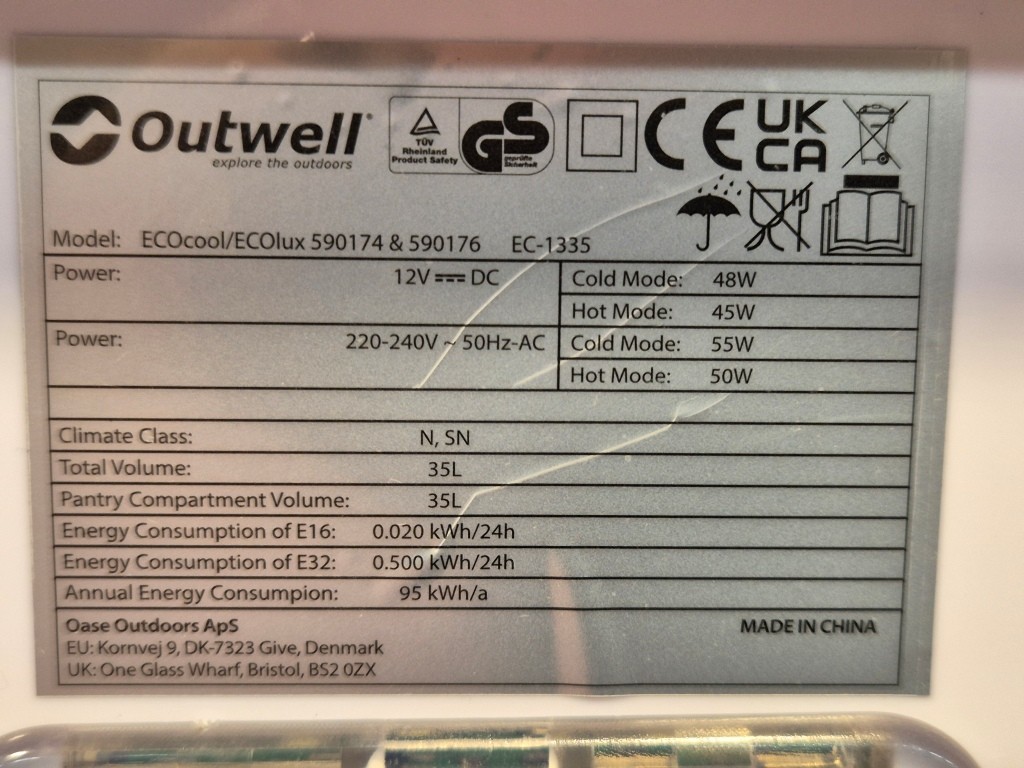 Outwell®
explore the outdoors
TÜV
Rheinland
Product Safety
GS
geprüfte
Sicherheit
CE
UK
CA
Model: ECOcool/ECOlux 590174 & 590176 EC-1335
Power: 12V DC Cold Mode: 48W
Hot Mode: 45W
Power: 220-240V ~ 50Hz-AC Cold Mode: 55W
Hot Mode: 50W
Climate Class: N, SN
Total Volume: 35L
Pantry Compartment Volume: 35L
Energy Consumption of E16: 0.020 kWh/24h
Energy Consumption of E32: 0.500 kWh/24h
Annual Energy Consumpion: 95 kWh/a
Oase Outdoors ApS MADE IN CHINA
EU: Kornvej 9, DK-7323 Give, Denmark
UK: One Glass Wharf, Bristol, BS2 0ZX